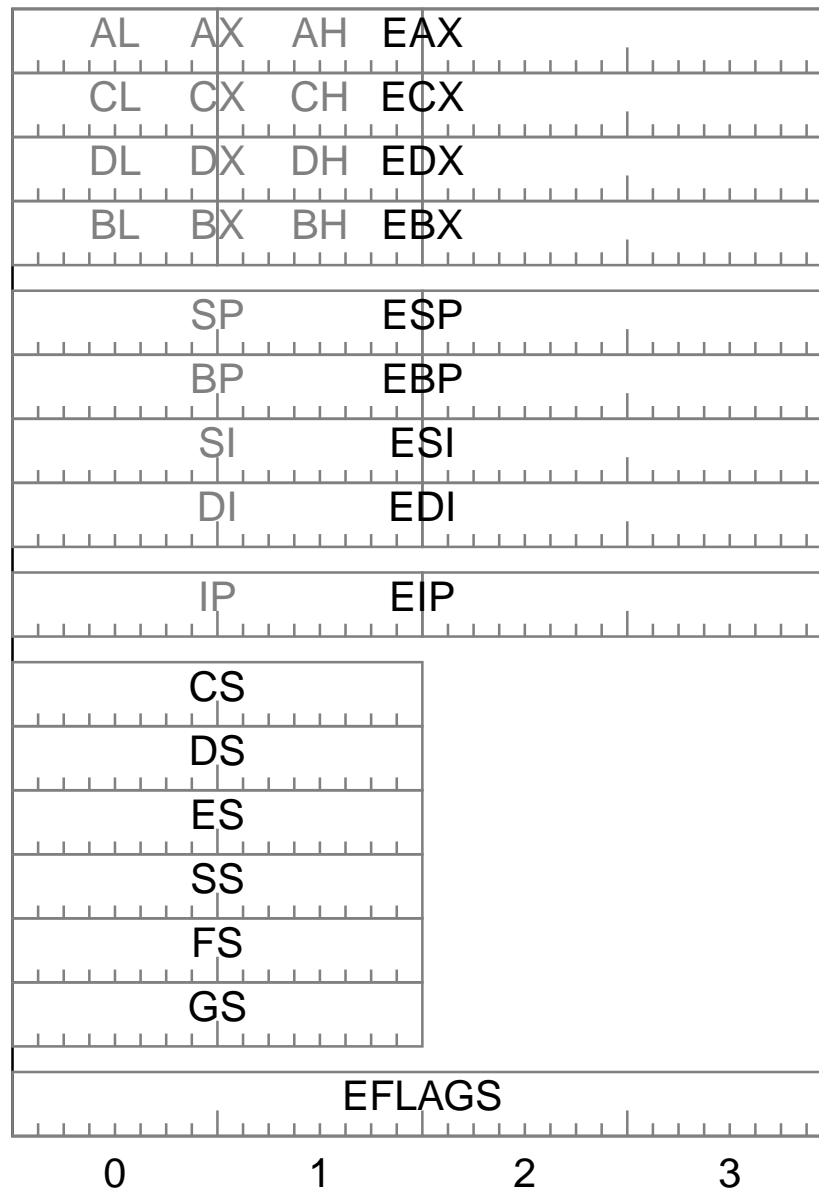 AL AX AH EAX
CL CX CH ECX
DL DX DH EDX
BL BX BH EBX
SP ESP
BP EBP
SI ESI
DI EDI
IP EIP
CS
DS
ES
SS
FS
GS
EFLAGS
0 1 2 3